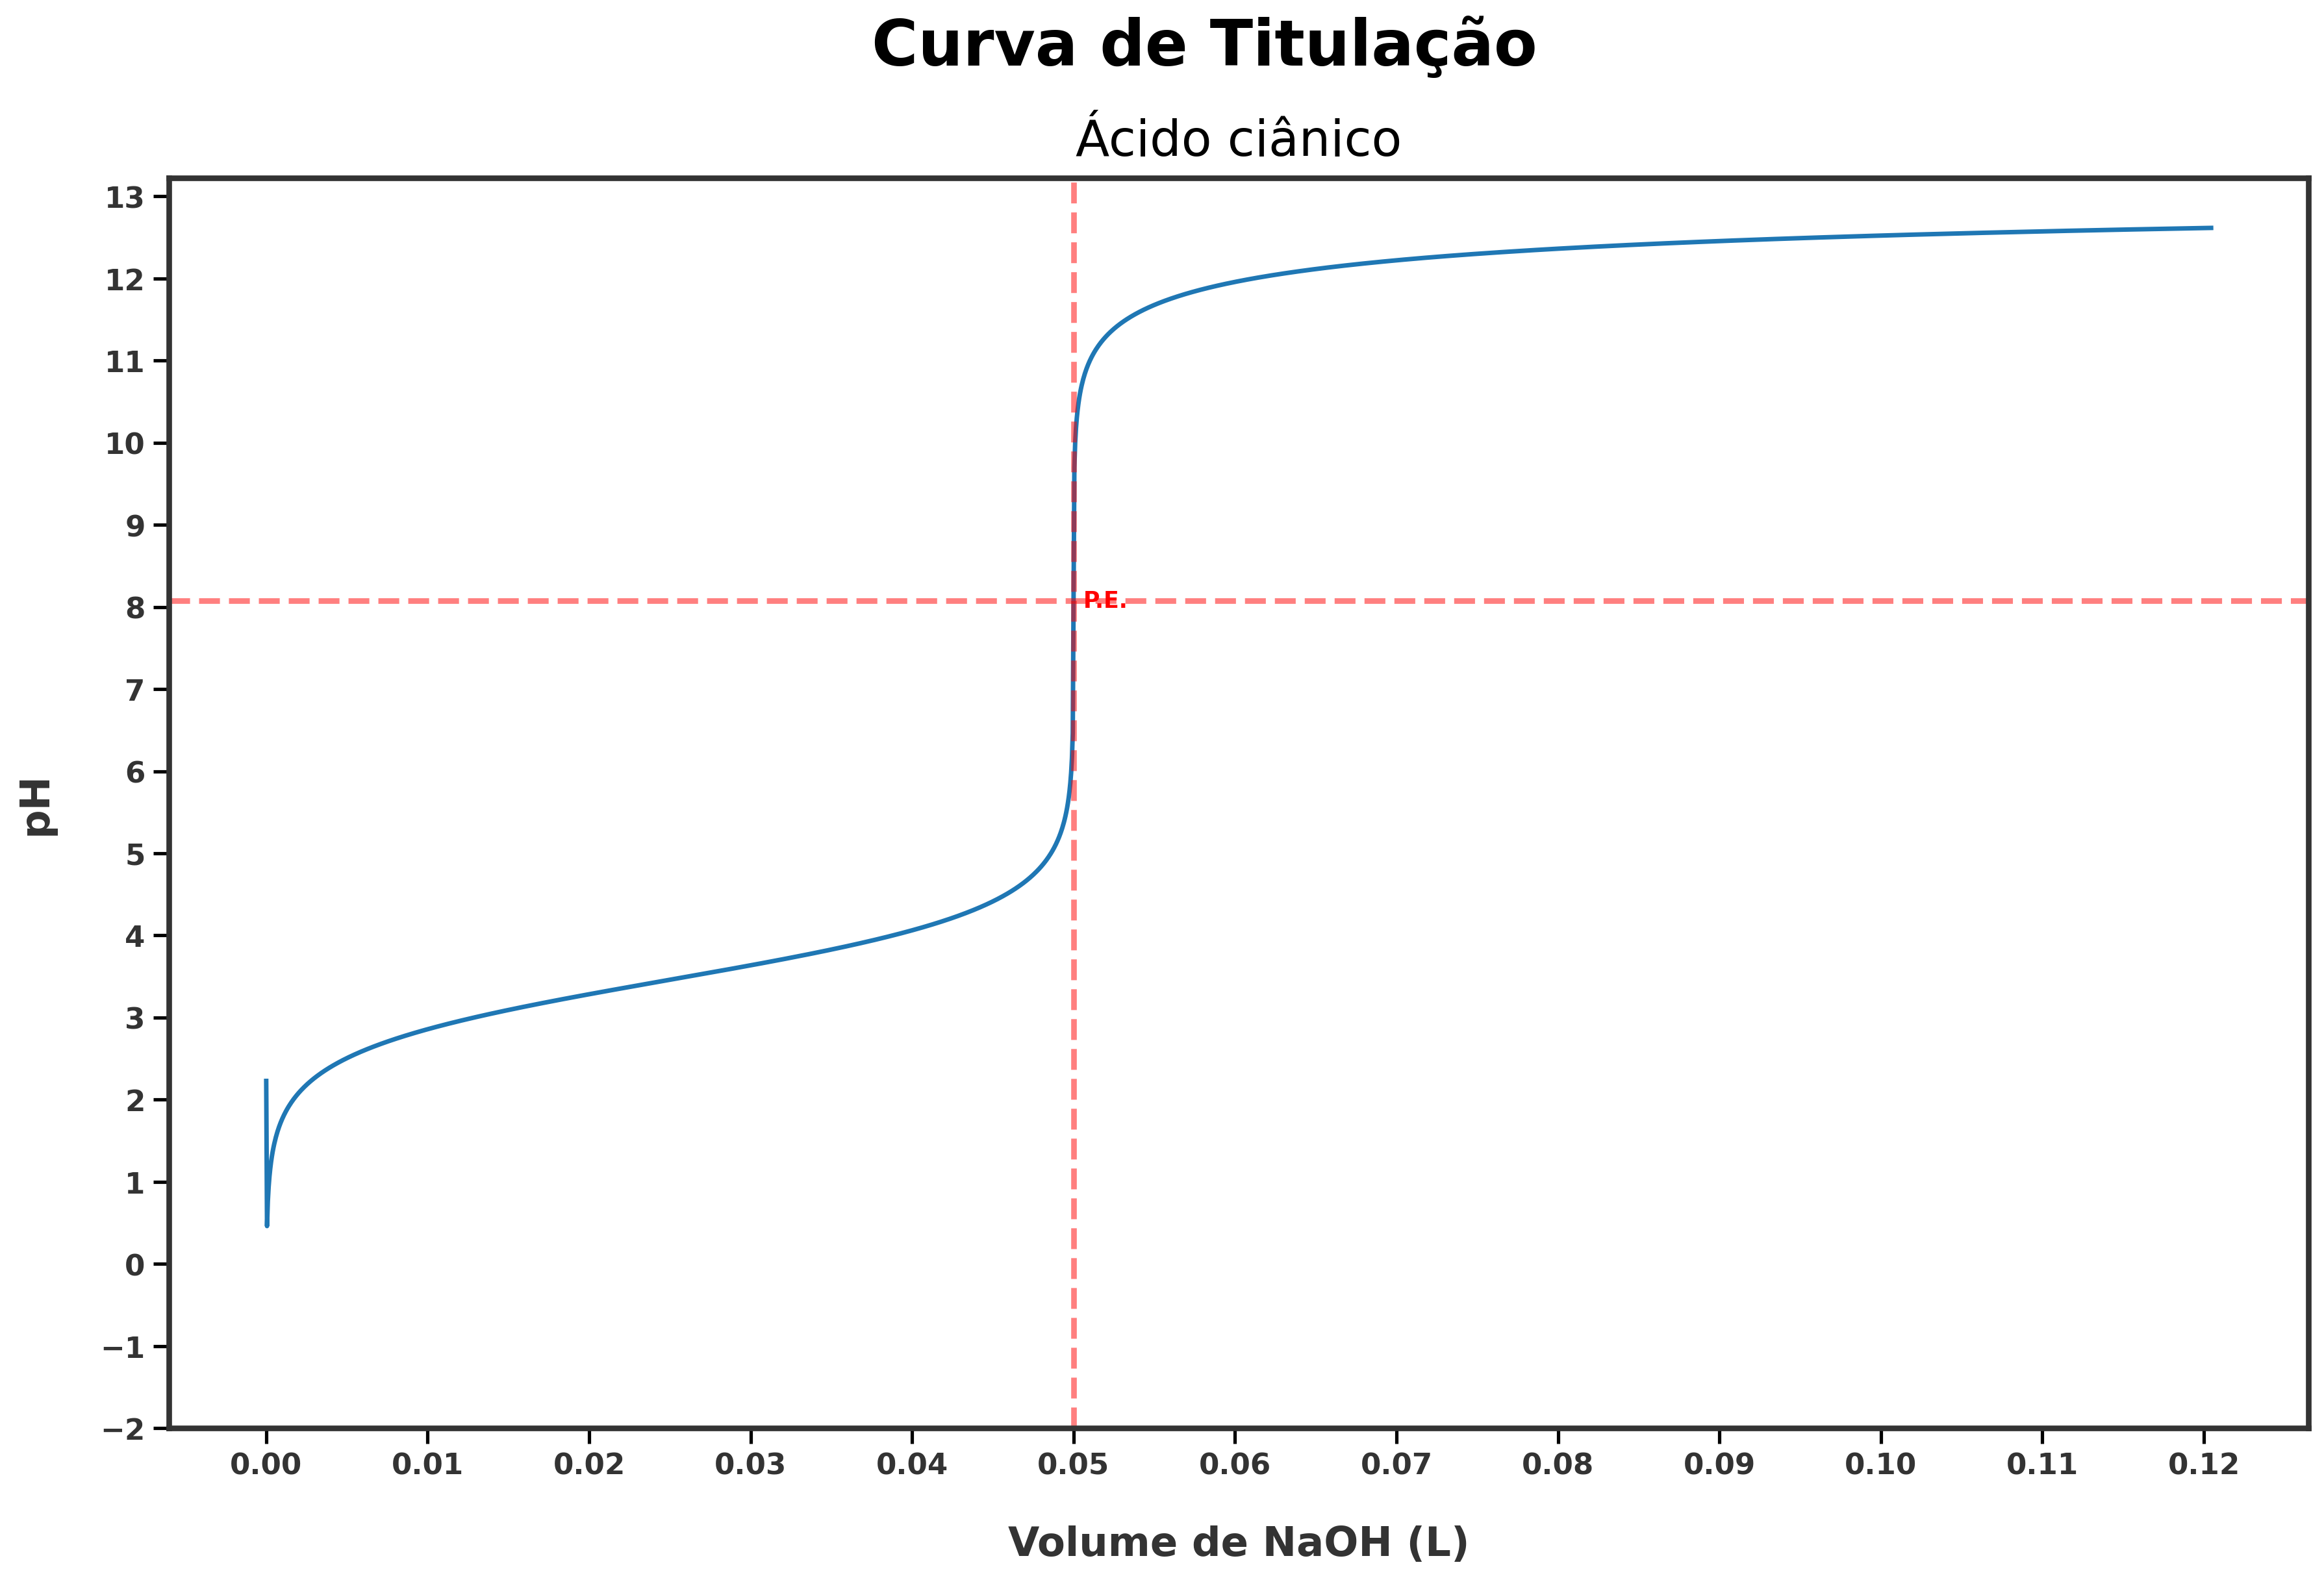 Curva de Titulação
Ácido ciânico
13
12
11
10
9
8
7
6
5
4
3
2
1
0
−1
−2
pH
P.E.
0.00 0.01 0.02 0.03 0.04 0.05 0.06 0.07 0.08 0.09 0.10 0.11 0.12
Volume de NaOH (L)